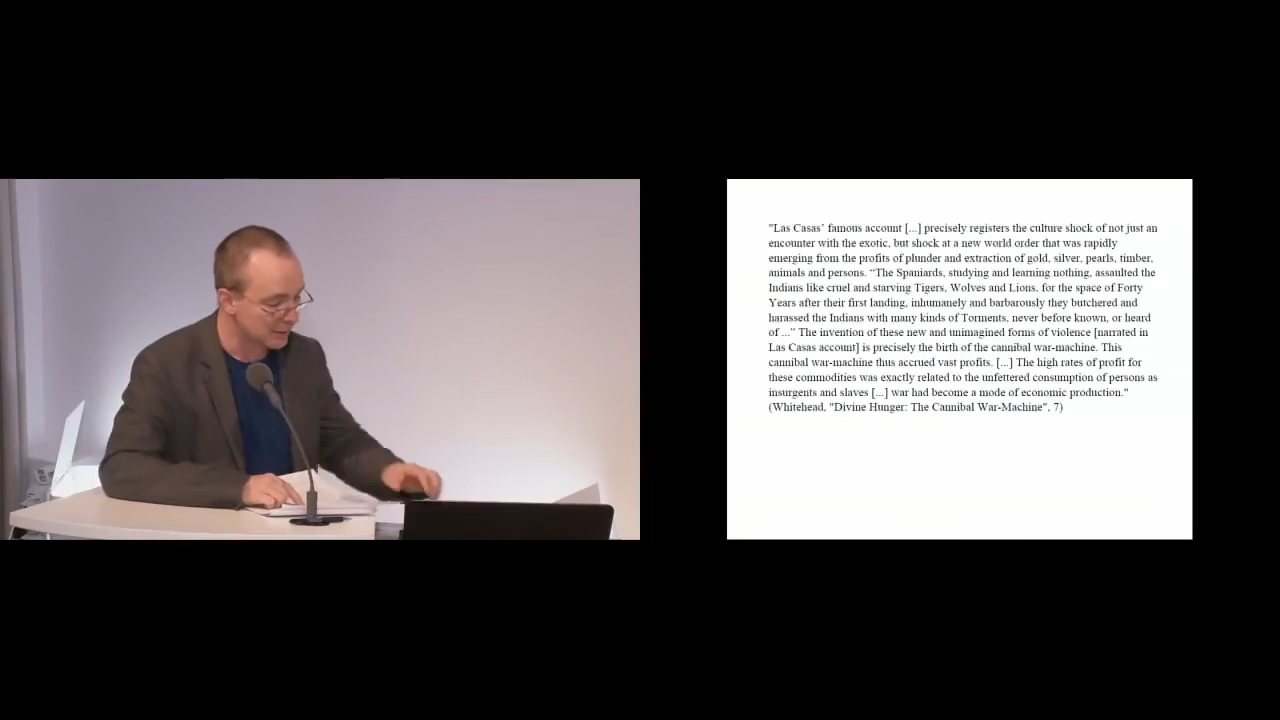 "Las Casas’ famous account [...] precisely registers the culture shock of not just an
encounter with the exotic, but shock at a new world order that was rapidly
emerging from the profits of plunder and extraction of gold, silver, pearls, timber,
animals and persons. “The Spaniards, studying and learning nothing, assaulted the
Indians like cruel and starving Tigers, Wolves and Lions, for the space of Forty
Years after their first landing, inhumanely and barbarously they butchered and
harassed the Indians with many kinds of Torments, never before known, or heard
of ...” The invention of these new and unimagined forms of violence [narrated in
Las Casas account] is precisely the birth of the cannibal war-machine. This
cannibal war-machine thus accrued vast profits. [...] The high rates of profit for
these commodities was exactly related to the unfettered consumption of persons as
insurgents and slaves [...] war had become a mode of economic production."
(Whitehead, "Divine Hunger: The Cannibal War-Machine", 7)